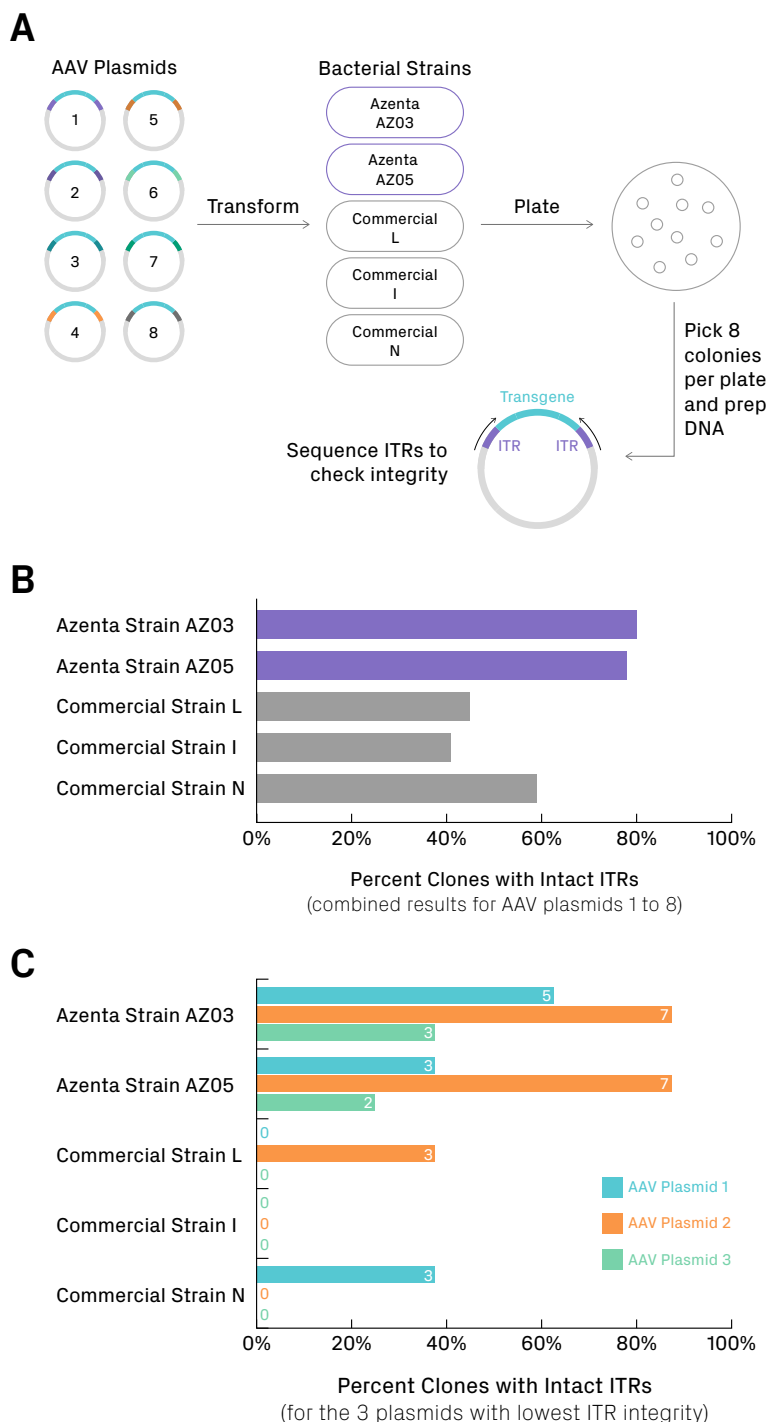 A
AAV Plasmids
1
5
2
6
3
7
4
8
Transform
Bacterial Strains
Azenta
AZ03
Azenta
AZ05
Commercial
L
Commercial
I
Commercial
N
Plate
Pick 8
colonies
per plate
and prep
DNA
Transgene
ITR
ITR
Sequence ITRs to
check integrity
B
Azenta Strain AZ03
Azenta Strain AZ05
Commercial Strain L
Commercial Strain I
Commercial Strain N
0% 20% 40% 60% 80% 100%
Percent Clones with Intact ITRs
(combined results for AAV plasmids 1 to 8)
C
Azenta Strain AZ03
5
7
3
Azenta Strain AZ05
3
7
2
Commercial Strain L
0
3
0
Commercial Strain I
0
0
0
Commercial Strain N
3
0
0
AAV Plasmid 1
AAV Plasmid 2
AAV Plasmid 3
0% 20% 40% 60% 80% 100%
Percent Clones with Intact ITRs
(for the 3 plasmids with lowest ITR integrity)